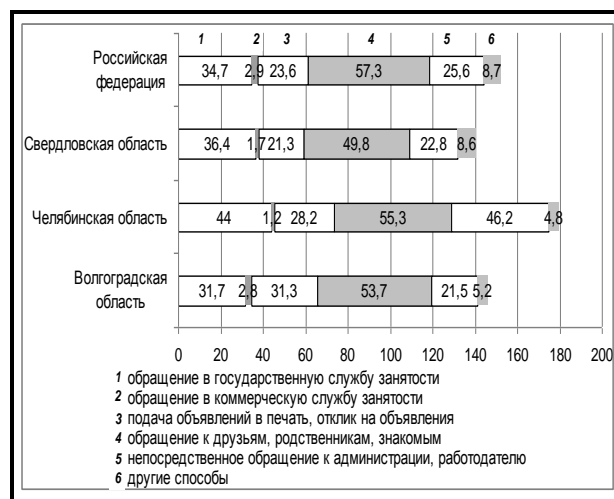 1 2 3 4 5 6
Российская
федерация
34,7 2,9 23,6 57,3 25,6 8,7
Свердловская область
36,4 1,7 21,3 49,8 22,8 8,6
Челябинская область
44 1,2 28,2 55,3 46,2 4,8
Волгоградская
область
31,7 2,8 31,3 53,7 21,5 5,2
0 20 40 60 80 100 120 140 160 180 200
1 обращение в государственную службу занятости
2 обращение в коммерческую службу занятости
3 подача объявлений в печать, отклик на объявления
4 обращение к друзьям, родственникам, знакомым
5 непосредственное обращение к администрации, работодателю
6 другие способы